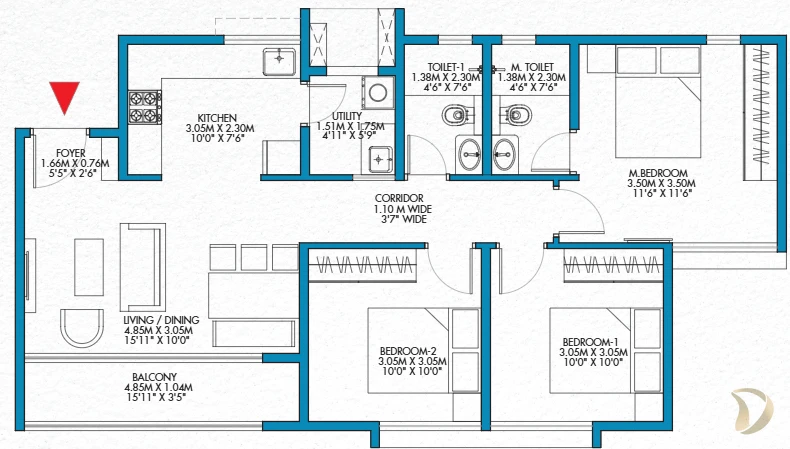 TOILET-1
1.38M X 2.30M
4'6" X 7'6"
M. TOILET
1.38M X 2.30M
4'6" X 7'6"
KITCHEN
3.05M X 2.30M
10'0" X 7'6"
UTILITY
1.51M X 1.75M
4'11" X 5'9"
FOYER
1.66M X 0.76M
5'5" X 2'6"
M.BEDROOM
3.50M X 3.50M
11'6" X 11'6"
CORRIDOR
1.10 M WIDE
3'7" WIDE
LIVING / DINING
4.85M X 3.05M
15'11" X 10'0"
BEDROOM-2
3.05M X 3.05M
10'0" X 10'0"
BEDROOM-1
3.05M X 3.05M
10'0" X 10'0"
BALCONY
4.85M X 1.04M
15'11" X 3'5"